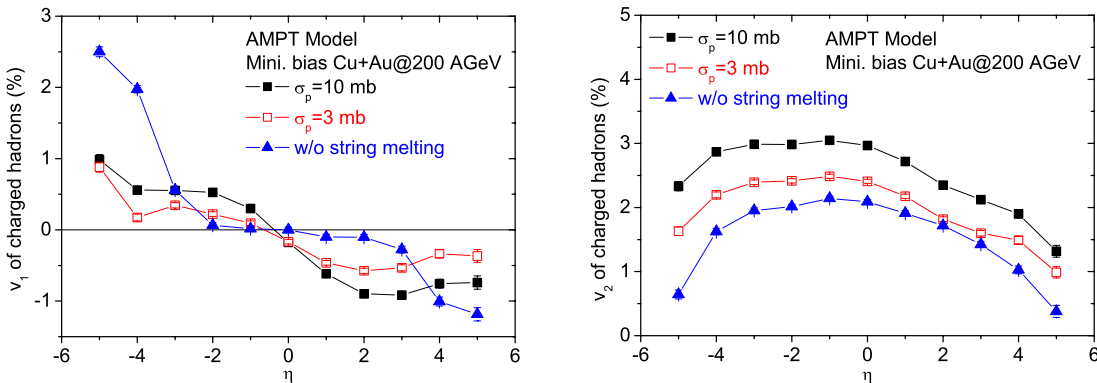 AMPT Model
Mini. bias Cu+Au@200 AGeV
σp=10 mb
σp=3 mb
w/o string melting
v1 of charged hadrons (%)
3
2
1
0
-1
-6 -4 -2 0 2 4 6
η
σp=10 mb
AMPT Model
σp=3 mb
Mini. bias Cu+Au@200 AGeV
w/o string melting
v2 of charged hadrons (%)
5
4
3
2
1
0
-6 -4 -2 0 2 4 6
η